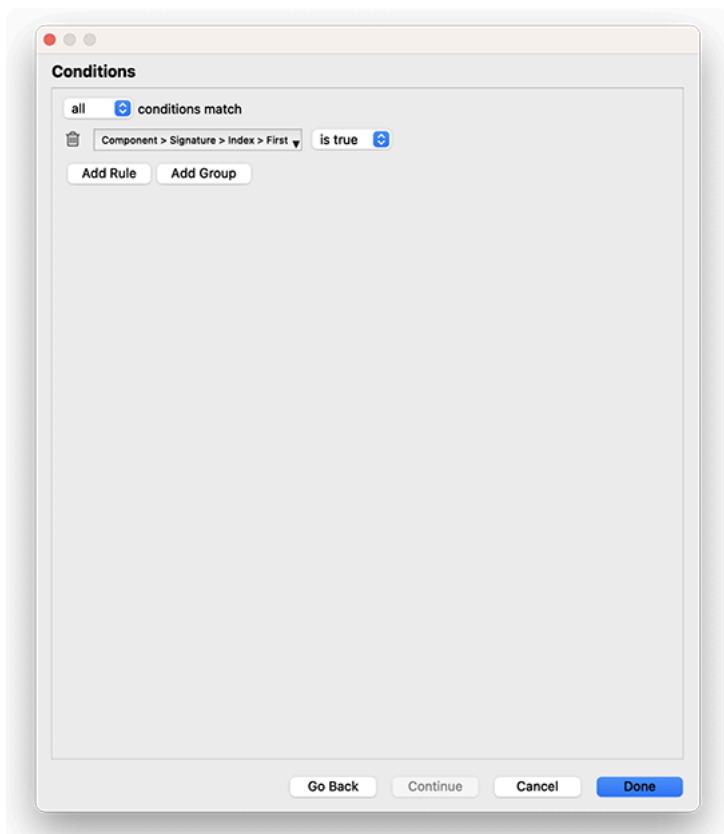 Conditions
all conditions match
Component > Signature > Index > First is true
Add Rule Add Group
Go Back Continue Cancel Done